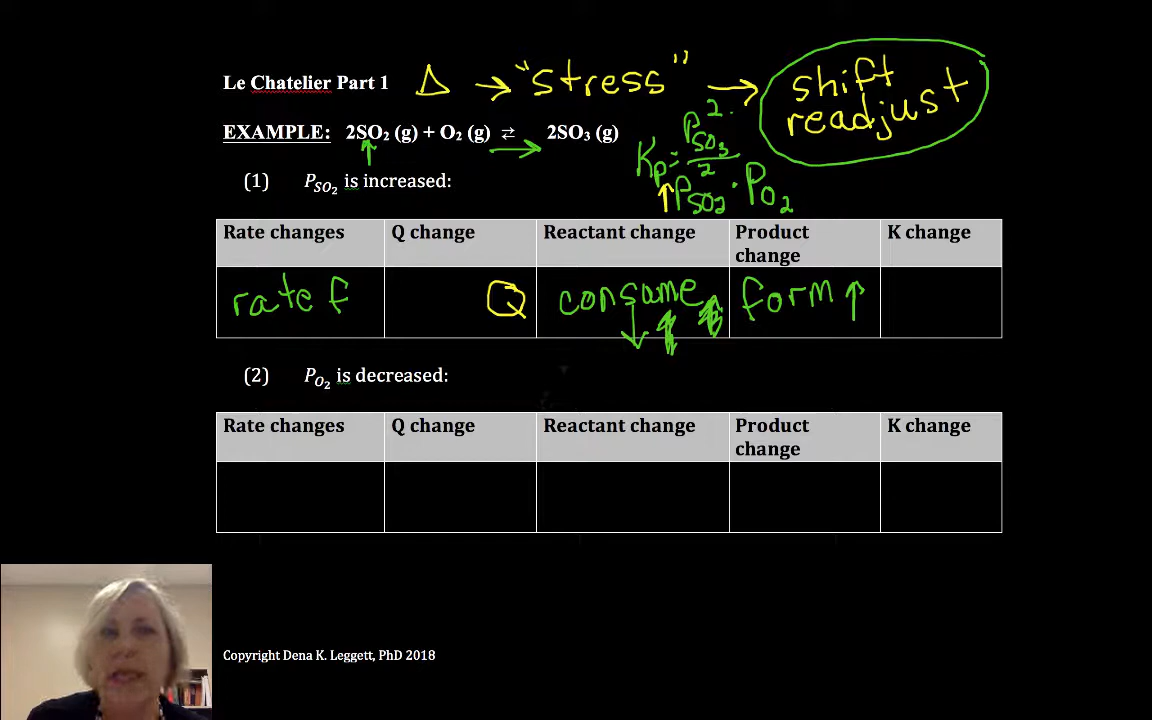 Le Chatelier Part 1 Δ → "stress" → shift readjust
EXAMPLE: 2SO₂ (g) + O₂ (g) ⇄ 2SO₃ (g)
↑ →
Kp = P²SO₃ / ↑P²SO₂ · PO₂
(1) P_SO₂ is increased:
Rate changes Q change Reactant change Product change K change
rate f Q consume ↓ form ↑
(2) P_O₂ is decreased:
Rate changes Q change Reactant change Product change K change
Copyright Dena K. Leggett, PhD 2018